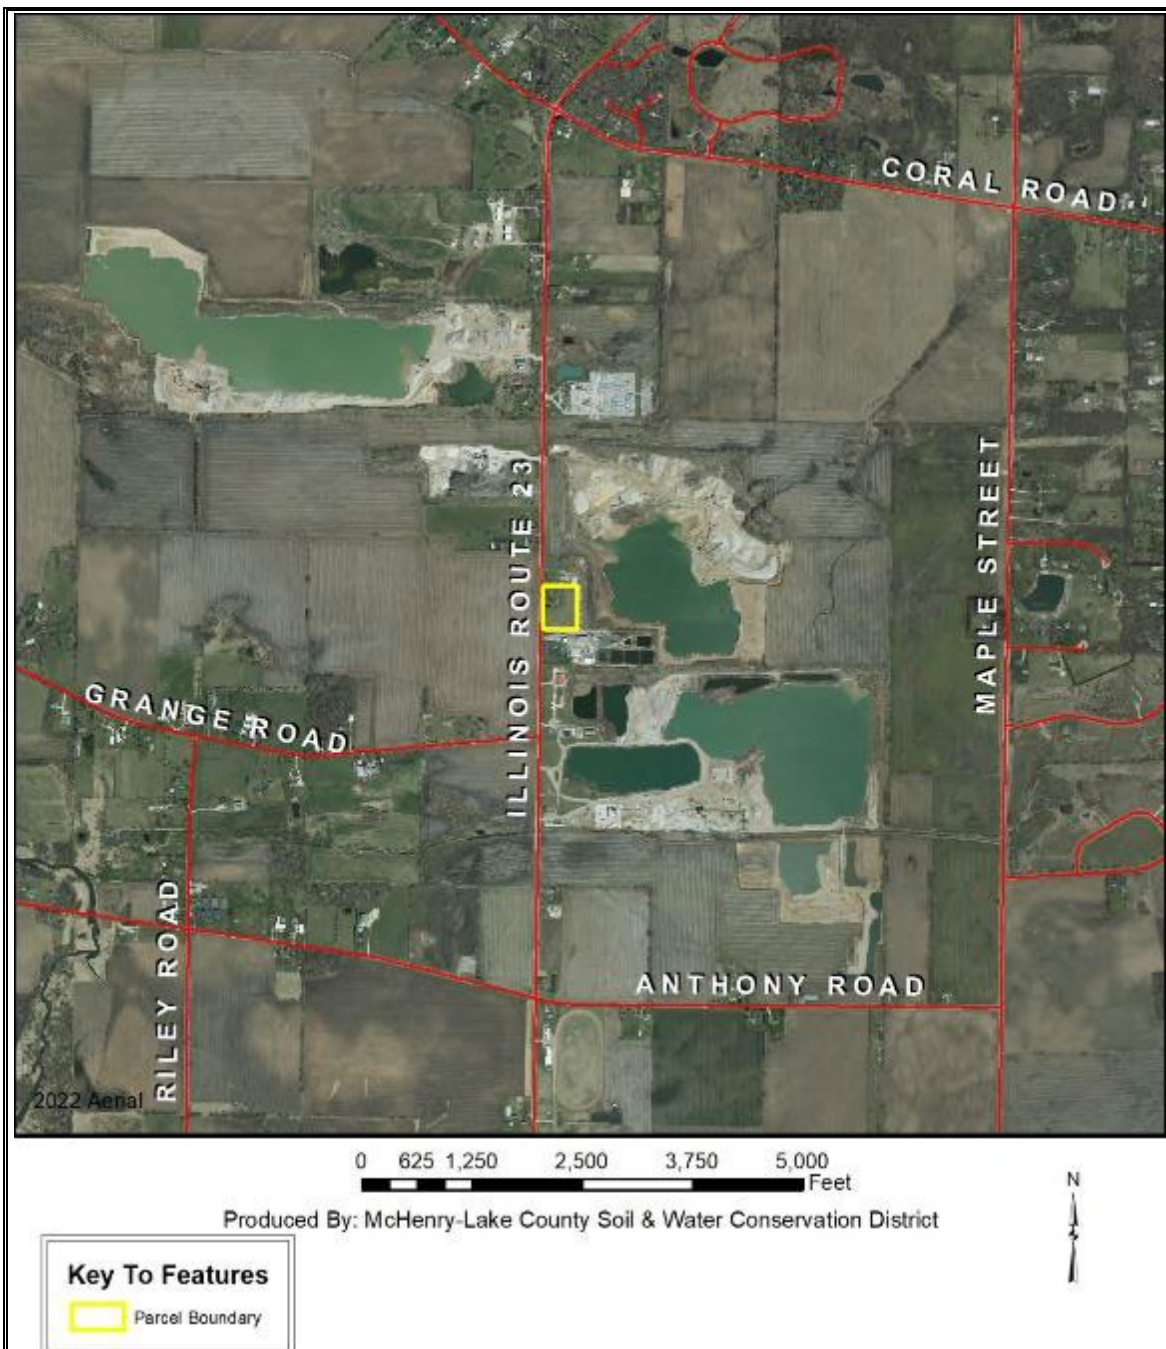 CORAL ROAD
ILLINOIS ROUTE 23
MAPLE STREET
GRANGE ROAD
RILEY ROAD
ANTHONY ROAD
2022 Aerial
0 625 1,250 2,500 3,750 5,000
Feet
N
Produced By: McHenry-Lake County Soil & Water Conservation District
Key To Features
Parcel Boundary